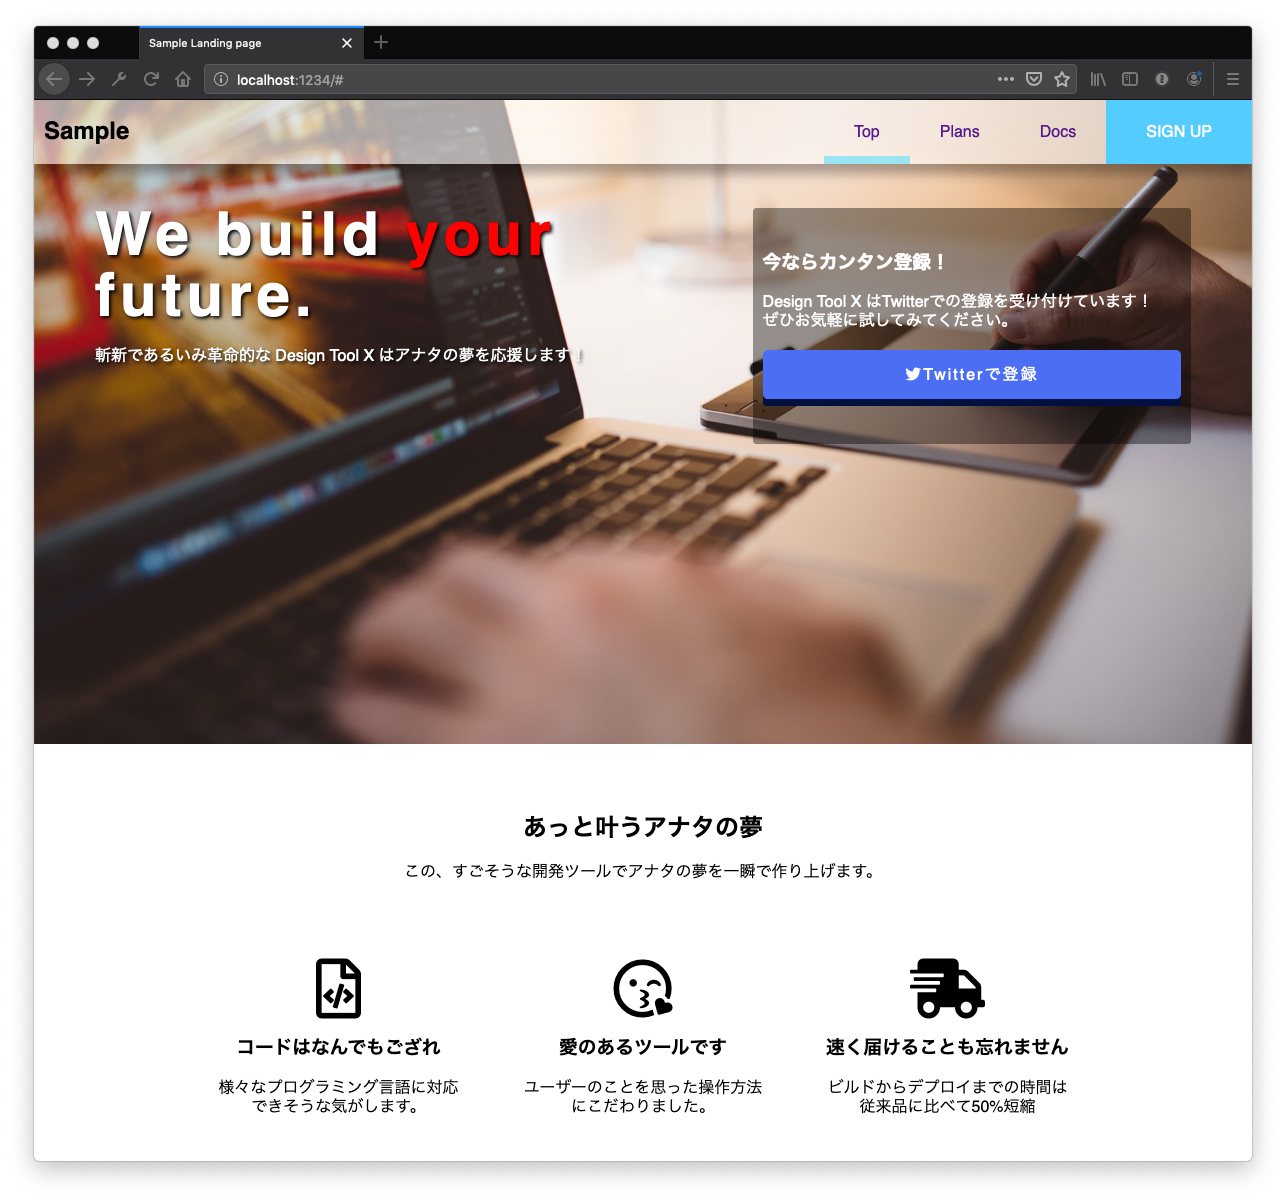 Sample Landing page
localhost:1234/#
Sample
Top
Plans
Docs
SIGN UP
We build your
future.
斬新であるいみ革命的な Design Tool X はアナタの夢を応援します！
今ならカンタン登録！
Design Tool X はTwitterでの登録を受け付けています！
ぜひお気軽に試してみてください。
Twitterで登録
あっと叶うアナタの夢
この、すごそうな開発ツールでアナタの夢を一瞬で作り上げます。
コードはなんでもござれ
様々なプログラミング言語に対応
できそうな気がします。
愛のあるツールです
ユーザーのことを思った操作方法
にこだわりました。
速く届けることも忘れません
ビルドからデプロイまでの時間は
従来品に比べて50%短縮